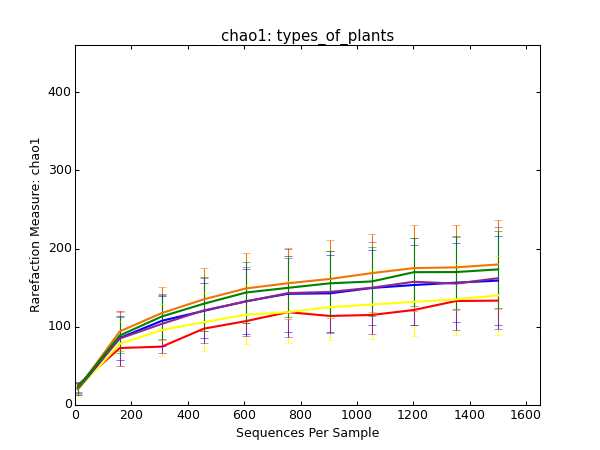 chao1: types_of_plants
400
300
200
100
0
0 200 400 600 800 1000 1200 1400 1600
Rarefaction Measure: chao1
Sequences Per Sample